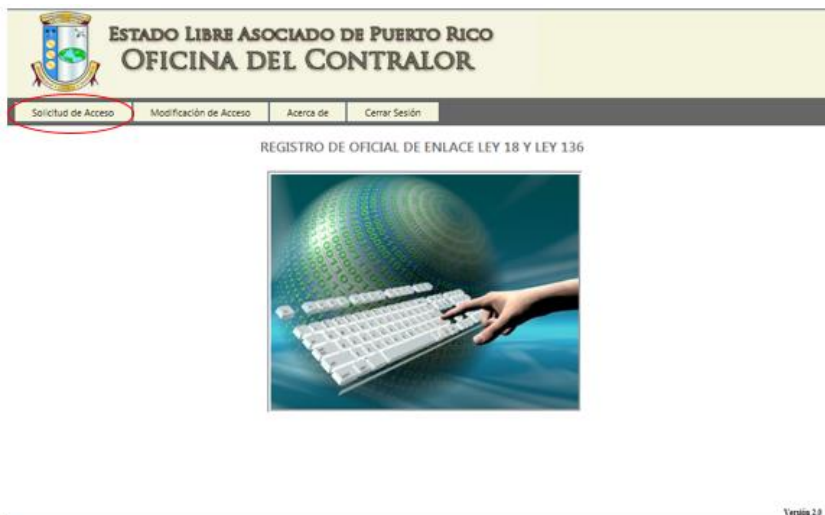 ESTADO LIBRE ASOCIADO DE PUERTO RICO
OFICINA DEL CONTRALOR
Solicitud de Acceso Modificación de Acceso Acerca de Cerrar Sesión
REGISTRO DE OFICIAL DE ENLACE LEY 18 Y LEY 136
Versión 2.0